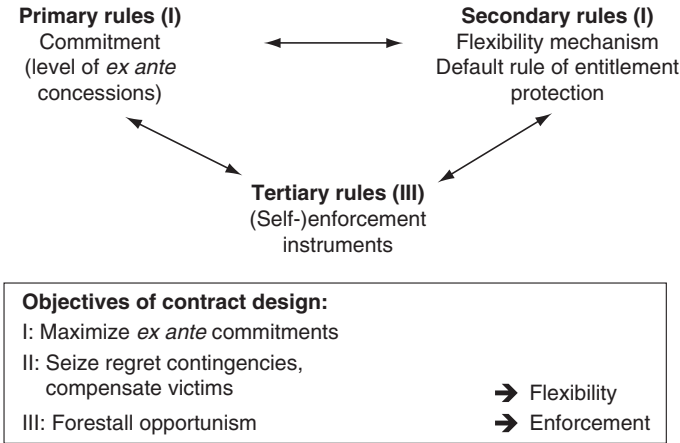 Primary rules (I)
Commitment
(level of ex ante
concessions)
Secondary rules (I)
Flexibility mechanism
Default rule of entitlement
protection
Tertiary rules (III)
(Self-)enforcement
instruments
Objectives of contract design:
I: Maximize ex ante commitments
II: Seize regret contingencies,
compensate victims
➔ Flexibility
III: Forestall opportunism
➔ Enforcement